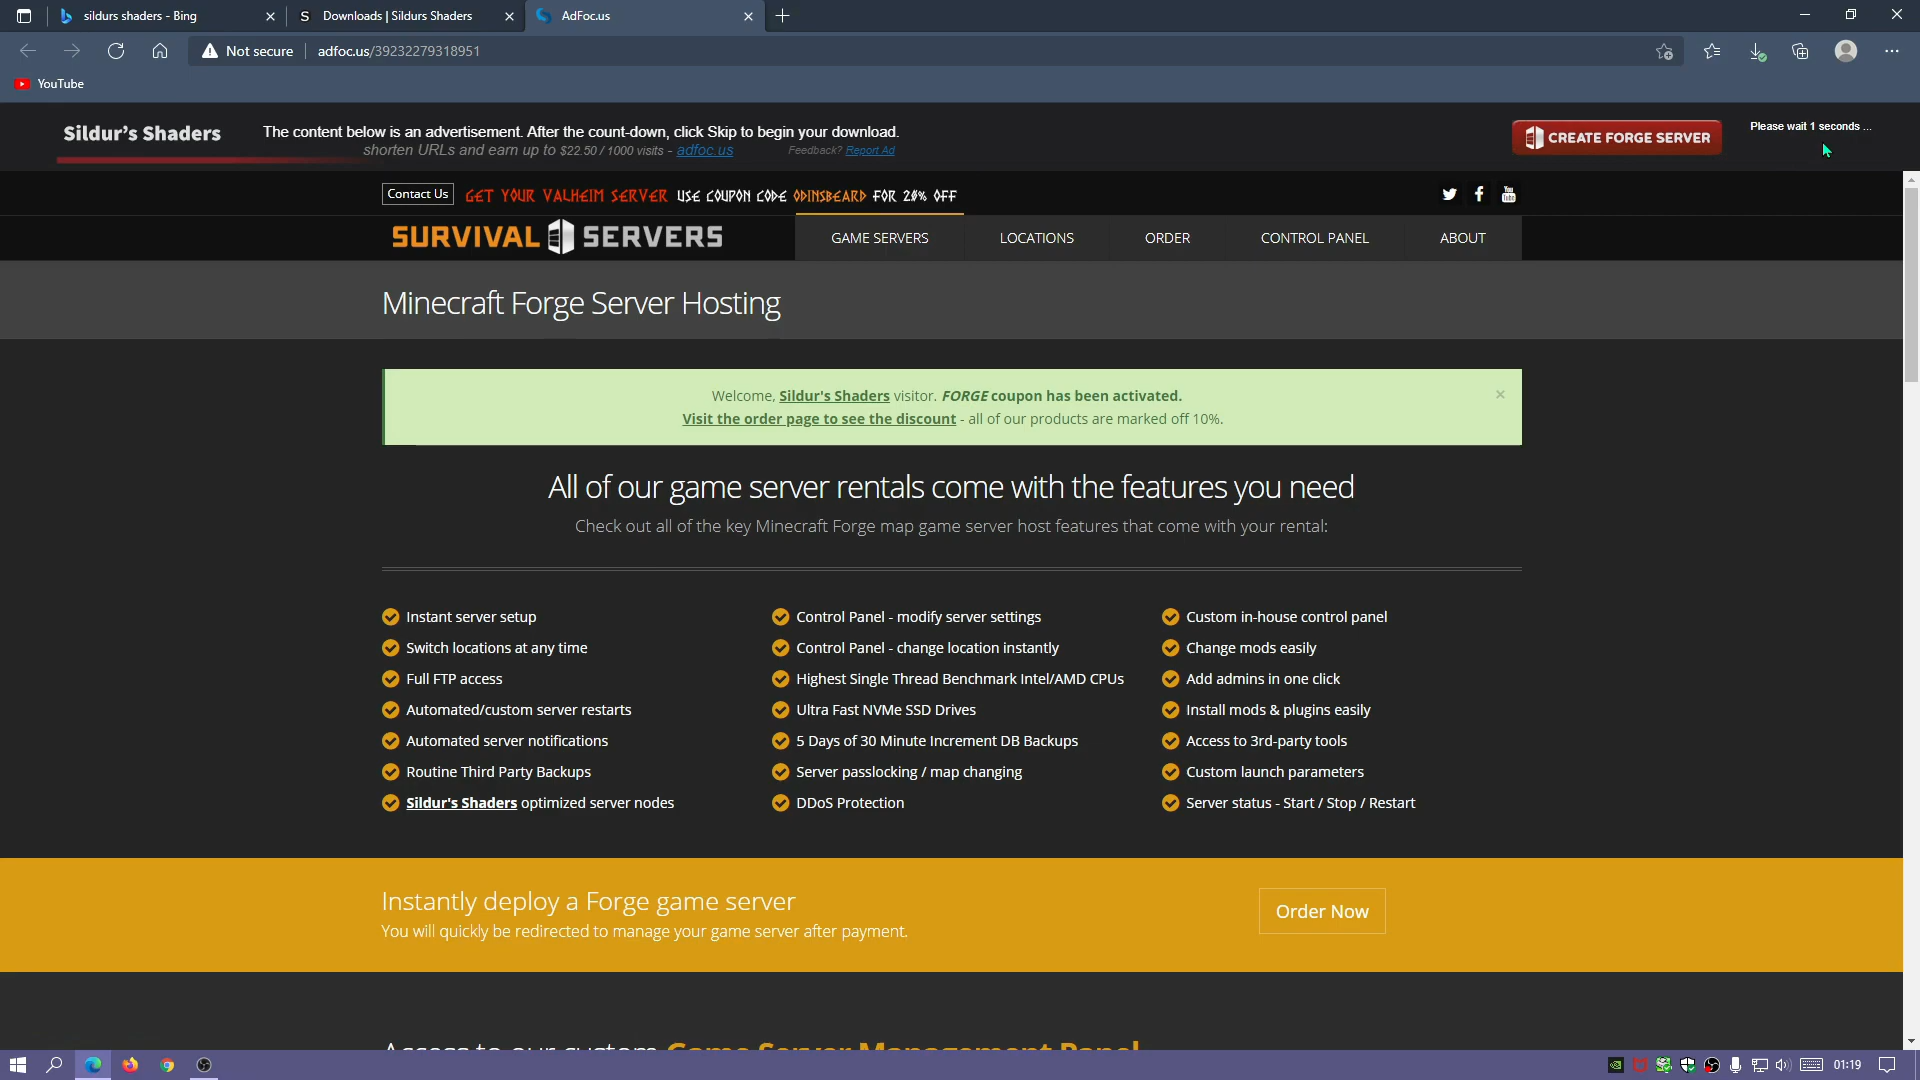 sildurs shaders - Bing
Downloads | Sildurs Shaders
AdFoc.us
Not secure
adfoc.us/39232279318951
YouTube
Sildur's Shaders
The content below is an advertisement. After the count-down, click Skip to begin your download.
shorten URLs and earn up to $22.50 / 1000 visits - adfoc.us
Feedback? Report Ad
CREATE FORGE SERVER
Please wait 1 seconds ...
Contact Us
GET YOUR VALHEIM SERVER USE COUPON CODE ODINSBEARD FOR 20% OFF
You Tube
SURVIVAL SERVERS
GAME SERVERS
LOCATIONS
ORDER
CONTROL PANEL
ABOUT
Minecraft Forge Server Hosting
Welcome, Sildur's Shaders visitor. FORGE coupon has been activated.
Visit the order page to see the discount - all of our products are marked off 10%.
All of our game server rentals come with the features you need
Check out all of the key Minecraft Forge map game server host features that come with your rental:
Instant server setup
Switch locations at any time
Full FTP access
Automated/custom server restarts
Automated server notifications
Routine Third Party Backups
Sildur's Shaders optimized server nodes
Control Panel - modify server settings
Control Panel - change location instantly
Highest Single Thread Benchmark Intel/AMD CPUs
Ultra Fast NVMe SSD Drives
5 Days of 30 Minute Increment DB Backups
Server passlocking / map changing
DDoS Protection
Custom in-house control panel
Change mods easily
Add admins in one click
Install mods & plugins easily
Access to 3rd-party tools
Custom launch parameters
Server status - Start / Stop / Restart
Instantly deploy a Forge game server
You will quickly be redirected to manage your game server after payment.
Order Now
Access to our custom Game Server Management Panel
01:19